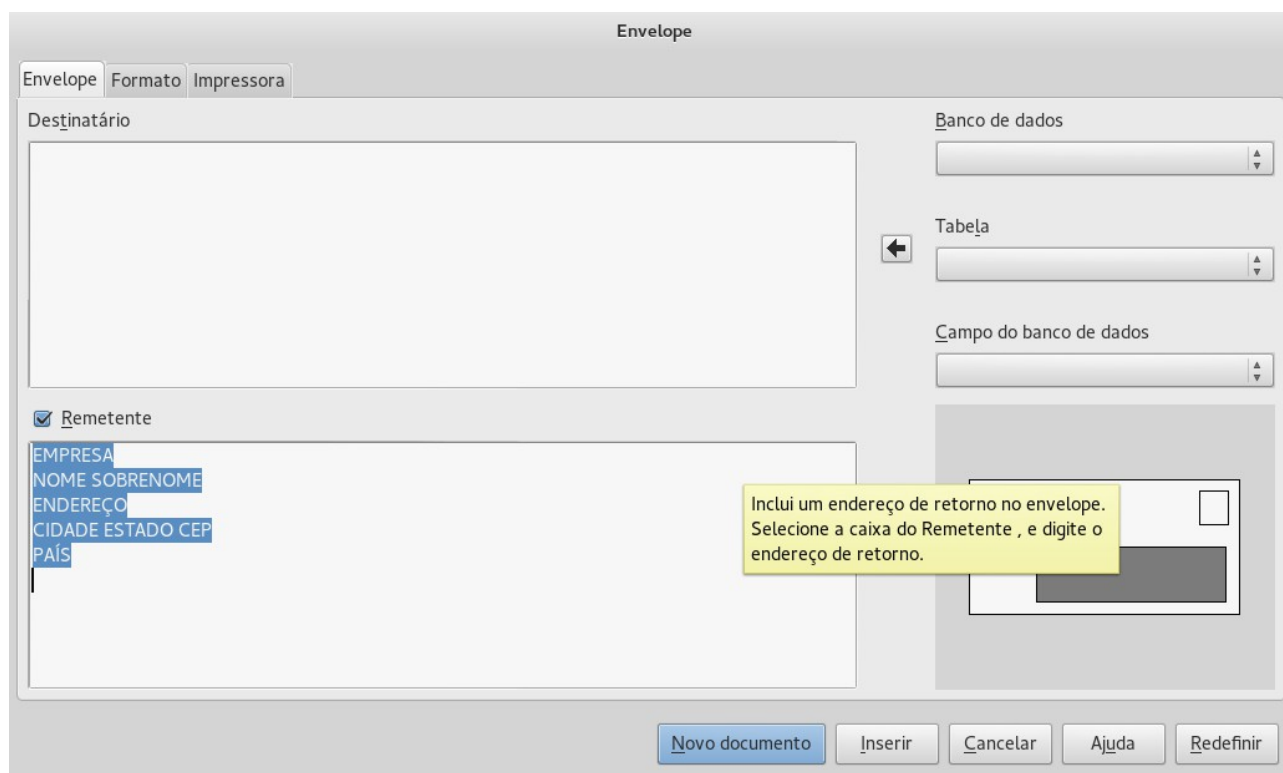 Envelope
Envelope Formato Impressora
Destinatário
Banco de dados
Tabela
Campo do banco de dados
Remetente
EMPRESA
NOME SOBRENOME
ENDEREÇO
CIDADE ESTADO CEP
PAÍS
Inclui um endereço de retorno no envelope.
Selecione a caixa do Remetente , e digite o
endereço de retorno.
Novo documento Inserir Cancelar Ajuda Redefinir